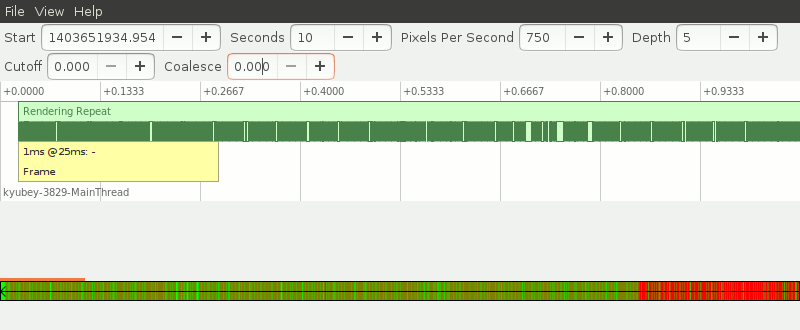 File View Help
Start 1403651934.954 − + Seconds 10 − + Pixels Per Second 750 − + Depth 5 − +
Cutoff 0.000 − + Coalesce 0.000 − +
+0.0000 +0.1333 +0.2667 +0.4000 +0.5333 +0.6667 +0.8000 +0.9333
Rendering Repeat
1ms @25ms: -
Frame
kyubey-3829-MainThread